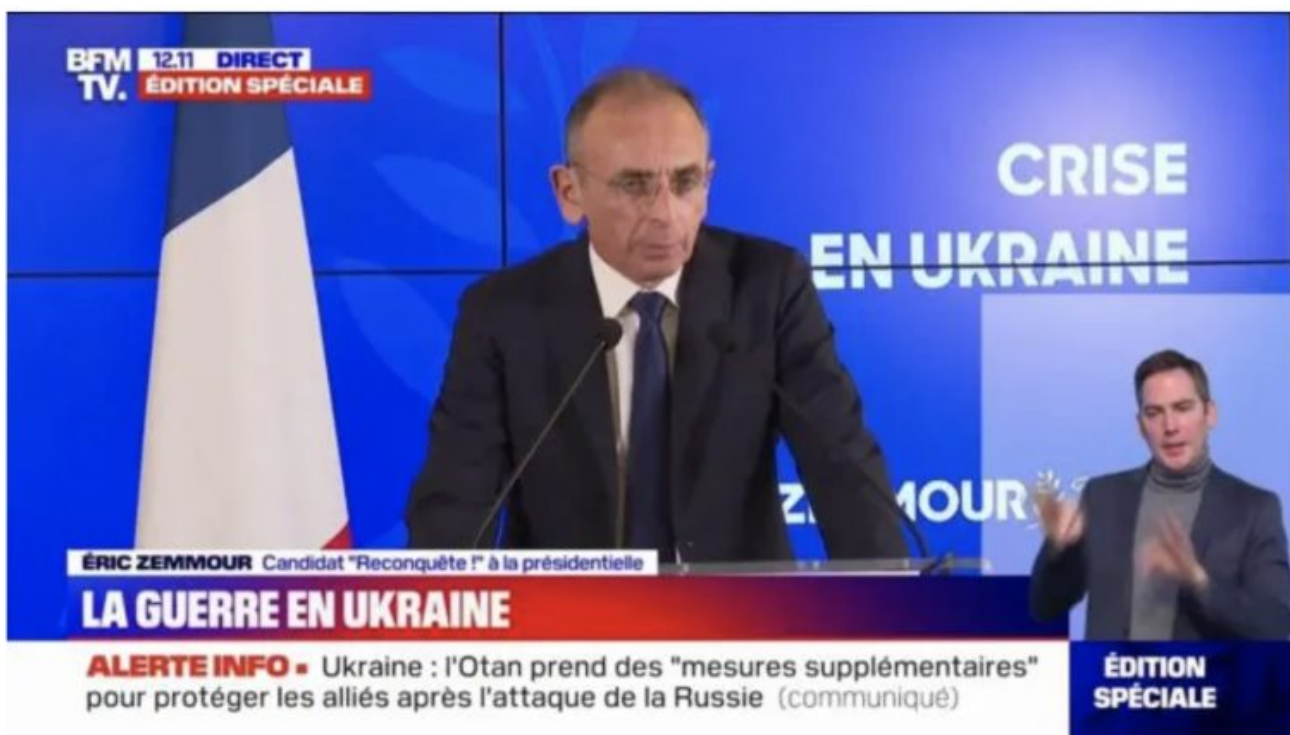 BFM 12.11 DIRECT
TV. ÉDITION SPÉCIALE
CRISE
EN UKRAINE
ÉRIC ZEMMOUR Candidat "Reconquête !" à la présidentielle
LA GUERRE EN UKRAINE
ALERTE INFO ▪ Ukraine : l'Otan prend des "mesures supplémentaires"
pour protéger les alliés après l'attaque de la Russie (communiqué)
ÉDITION
SPÉCIALE